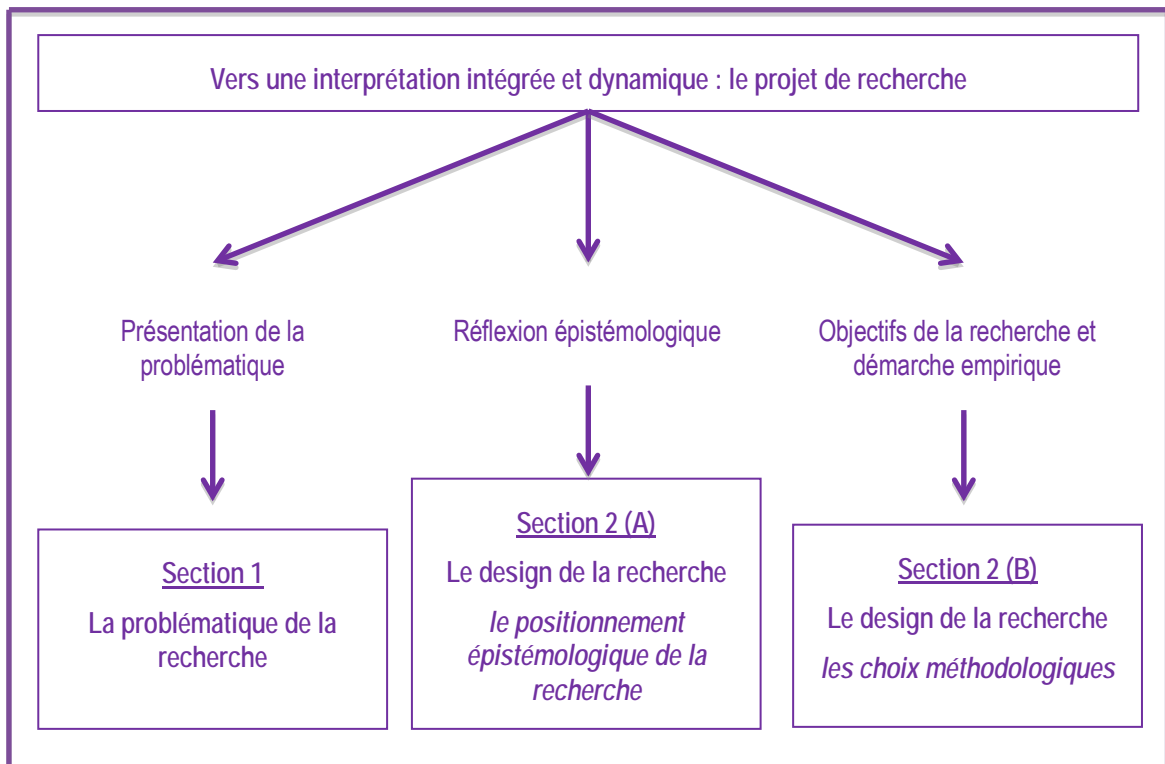 Vers une interprétation intégrée et dynamique : le projet de recherche
Présentation de la
problématique
Réflexion épistémologique
Objectifs de la recherche et
démarche empirique
Section 1
La problématique de la
recherche
Section 2 (A)
Le design de la recherche
le positionnement
épistémologique de la
recherche
Section 2 (B)
Le design de la recherche
les choix méthodologiques